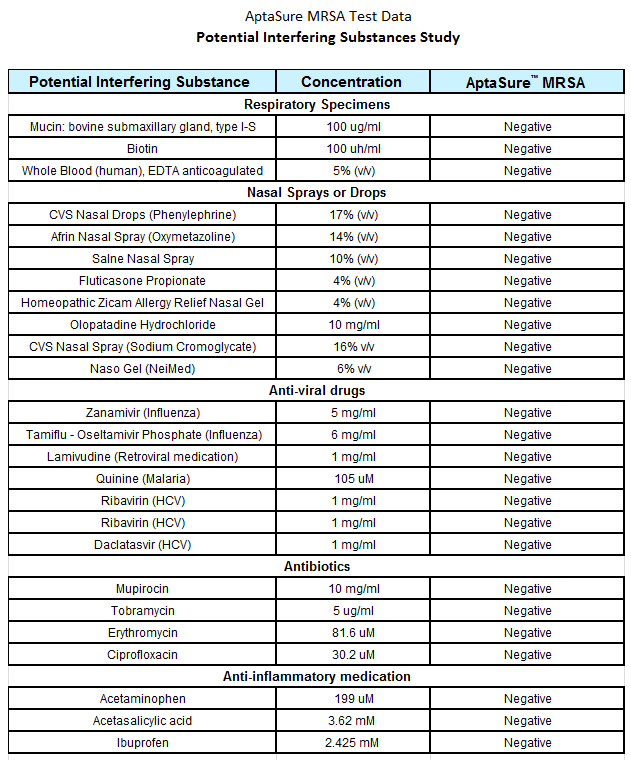 AptaSure MRSA Test Data
Potential Interfering Substances Study
Potential Interfering Substance Concentration AptaSure™ MRSA
Respiratory Specimens
Mucin: bovine submaxillary gland, type I-S 100 ug/ml Negative
Biotin 100 uh/ml Negative
Whole Blood (human), EDTA anticoagulated 5% (v/v) Negative
Nasal Sprays or Drops
CVS Nasal Drops (Phenylephrine) 17% (v/v) Negative
Afrin Nasal Spray (Oxymetazoline) 14% (v/v) Negative
Salne Nasal Spray 10% (v/v) Negative
Fluticasone Propionate 4% (v/v) Negative
Homeopathic Zicam Allergy Relief Nasal Gel 4% (v/v) Negative
Olopatadine Hydrochloride 10 mg/ml Negative
CVS Nasal Spray (Sodium Cromoglycate) 16% v/v Negative
Naso Gel (NeiMed) 6% v/v Negative
Anti-viral drugs
Zanamivir (Influenza) 5 mg/ml Negative
Tamiflu - Oseltamivir Phosphate (Influenza) 6 mg/ml Negative
Lamivudine (Retroviral medication) 1 mg/ml Negative
Quinine (Malaria) 105 uM Negative
Ribavirin (HCV) 1 mg/ml Negative
Ribavirin (HCV) 1 mg/ml Negative
Daclatasvir (HCV) 1 mg/ml Negative
Antibiotics
Mupirocin 10 mg/ml Negative
Tobramycin 5 ug/ml Negative
Erythromycin 81.6 uM Negative
Ciprofloxacin 30.2 uM Negative
Anti-inflammatory medication
Acetaminophen 199 uM Negative
Acetasalicylic acid 3.62 mM Negative
Ibuprofen 2.425 mM Negative